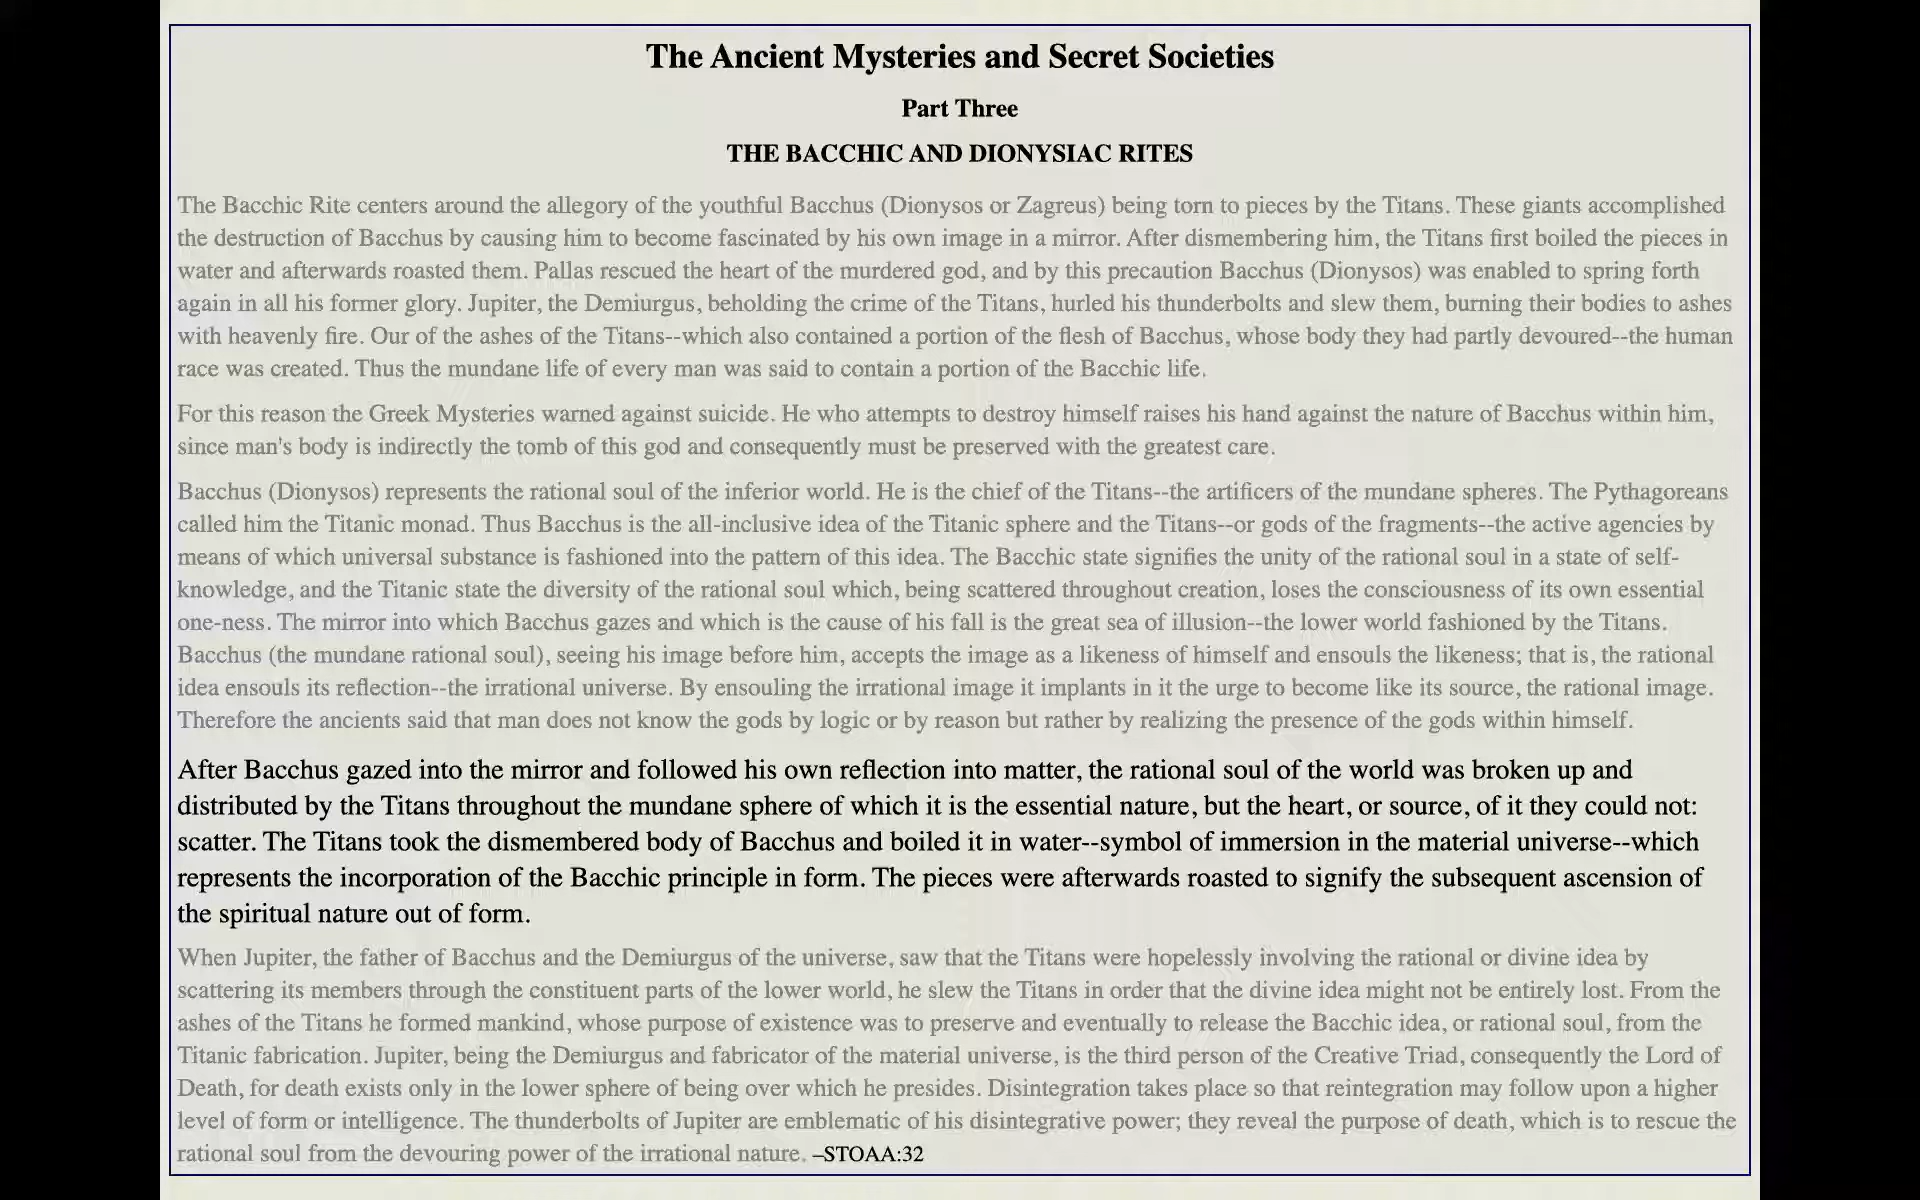 The Ancient Mysteries and Secret Societies
Part Three
THE BACCHIC AND DIONYSIAC RITES
The Bacchic Rite centers around the allegory of the youthful Bacchus (Dionysos or Zagreus) being torn to pieces by the Titans. These giants accomplished
the destruction of Bacchus by causing him to become fascinated by his own image in a mirror. After dismembering him, the Titans first boiled the pieces in
water and afterwards roasted them. Pallas rescued the heart of the murdered god, and by this precaution Bacchus (Dionysos) was enabled to spring forth
again in all his former glory. Jupiter, the Demiurgus, beholding the crime of the Titans, hurled his thunderbolts and slew them, burning their bodies to ashes
with heavenly fire. Our of the ashes of the Titans--which also contained a portion of the flesh of Bacchus, whose body they had partly devoured--the human
race was created. Thus the mundane life of every man was said to contain a portion of the Bacchic life.
For this reason the Greek Mysteries warned against suicide. He who attempts to destroy himself raises his hand against the nature of Bacchus within him,
since man's body is indirectly the tomb of this god and consequently must be preserved with the greatest care.
Bacchus (Dionysos) represents the rational soul of the inferior world. He is the chief of the Titans--the artificers of the mundane spheres. The Pythagoreans
called him the Titanic monad. Thus Bacchus is the all-inclusive idea of the Titanic sphere and the Titans--or gods of the fragments--the active agencies by
means of which universal substance is fashioned into the pattern of this idea. The Bacchic state signifies the unity of the rational soul in a state of self-
knowledge, and the Titanic state the diversity of the rational soul which, being scattered throughout creation, loses the consciousness of its own essential
one-ness. The mirror into which Bacchus gazes and which is the cause of his fall is the great sea of illusion--the lower world fashioned by the Titans.
Bacchus (the mundane rational soul), seeing his image before him, accepts the image as a likeness of himself and ensouls the likeness; that is, the rational
idea ensouls its reflection--the irrational universe. By ensouling the irrational image it implants in it the urge to become like its source, the rational image.
Therefore the ancients said that man does not know the gods by logic or by reason but rather by realizing the presence of the gods within himself.
After Bacchus gazed into the mirror and followed his own reflection into matter, the rational soul of the world was broken up and
distributed by the Titans throughout the mundane sphere of which it is the essential nature, but the heart, or source, of it they could not:
scatter. The Titans took the dismembered body of Bacchus and boiled it in water--symbol of immersion in the material universe--which
represents the incorporation of the Bacchic principle in form. The pieces were afterwards roasted to signify the subsequent ascension of
the spiritual nature out of form.
When Jupiter, the father of Bacchus and the Demiurgus of the universe, saw that the Titans were hopelessly involving the rational or divine idea by
scattering its members through the constituent parts of the lower world, he slew the Titans in order that the divine idea might not be entirely lost. From the
ashes of the Titans he formed mankind, whose purpose of existence was to preserve and eventually to release the Bacchic idea, or rational soul, from the
Titanic fabrication. Jupiter, being the Demiurgus and fabricator of the material universe, is the third person of the Creative Triad, consequently the Lord of
Death, for death exists only in the lower sphere of being over which he presides. Disintegration takes place so that reintegration may follow upon a higher
level of form or intelligence. The thunderbolts of Jupiter are emblematic of his disintegrative power; they reveal the purpose of death, which is to rescue the
rational soul from the devouring power of the irrational nature. –STOAA:32